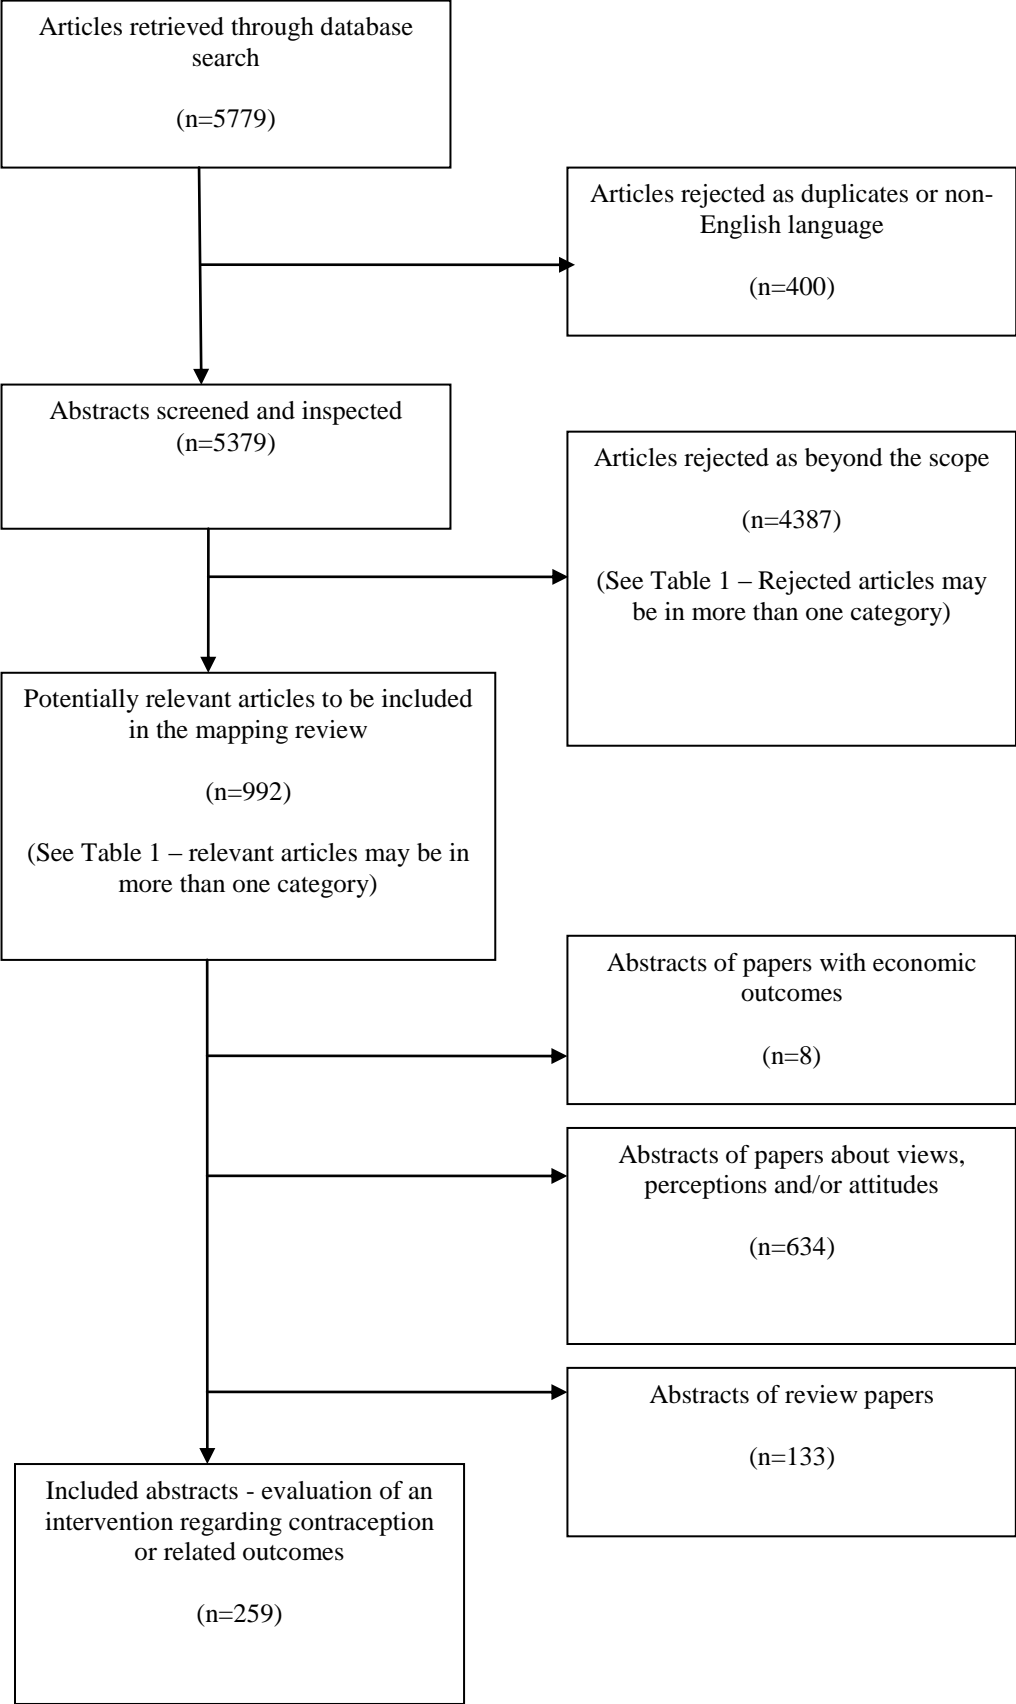 Articles retrieved through database
search
(n=5779)
Articles rejected as duplicates or non-
English language
(n=400)
Abstracts screened and inspected
(n=5379)
Articles rejected as beyond the scope
(n=4387)
(See Table 1 – Rejected articles may
be in more than one category)
Potentially relevant articles to be included
in the mapping review
(n=992)
(See Table 1 – relevant articles may be in
more than one category)
Abstracts of papers with economic
outcomes
(n=8)
Abstracts of papers about views,
perceptions and/or attitudes
(n=634)
Abstracts of review papers
(n=133)
Included abstracts - evaluation of an
intervention regarding contraception
or related outcomes
(n=259)